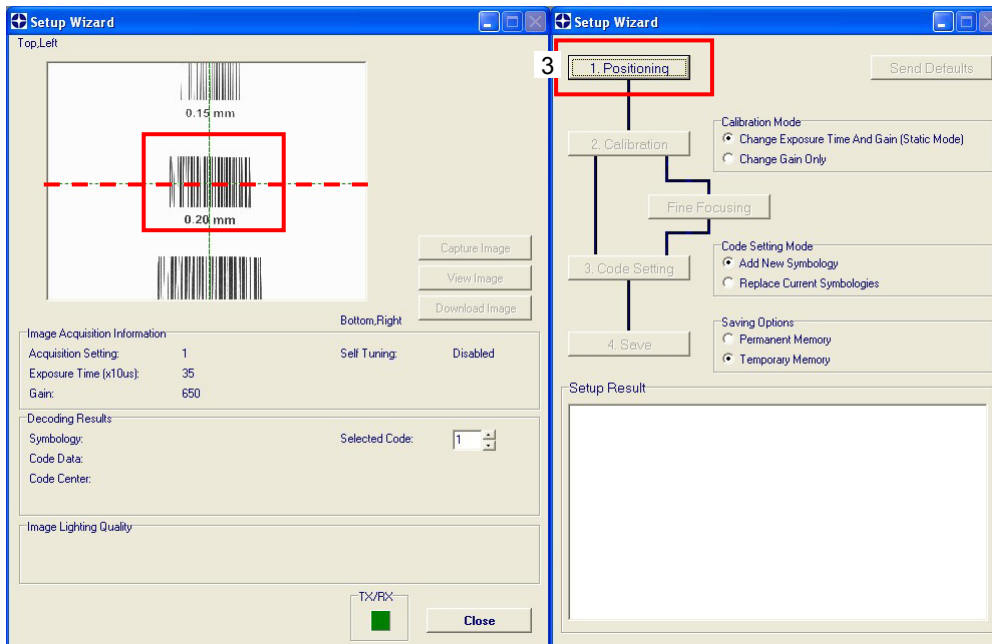 Setup Wizard
Top,Left
0.15 mm
0.20 mm
Capture Image
View Image
Download Image
Bottom,Right
Image Acquisition Information
Acquisition Setting: 1 Self Tuning: Disabled
Exposure Time (x10us): 35
Gain: 650
Decoding Results
Symbology: Selected Code: 1
Code Data:
Code Center:
Image Lighting Quality
TX/RX
Close
Setup Wizard
3 1. Positioning Send Defaults
2. Calibration
Calibration Mode
Change Exposure Time And Gain (Static Mode)
Change Gain Only
Fine Focusing
3. Code Setting
Code Setting Mode
Add New Symbology
Replace Current Symbologies
4. Save
Saving Options
Permanent Memory
Temporary Memory
Setup Result